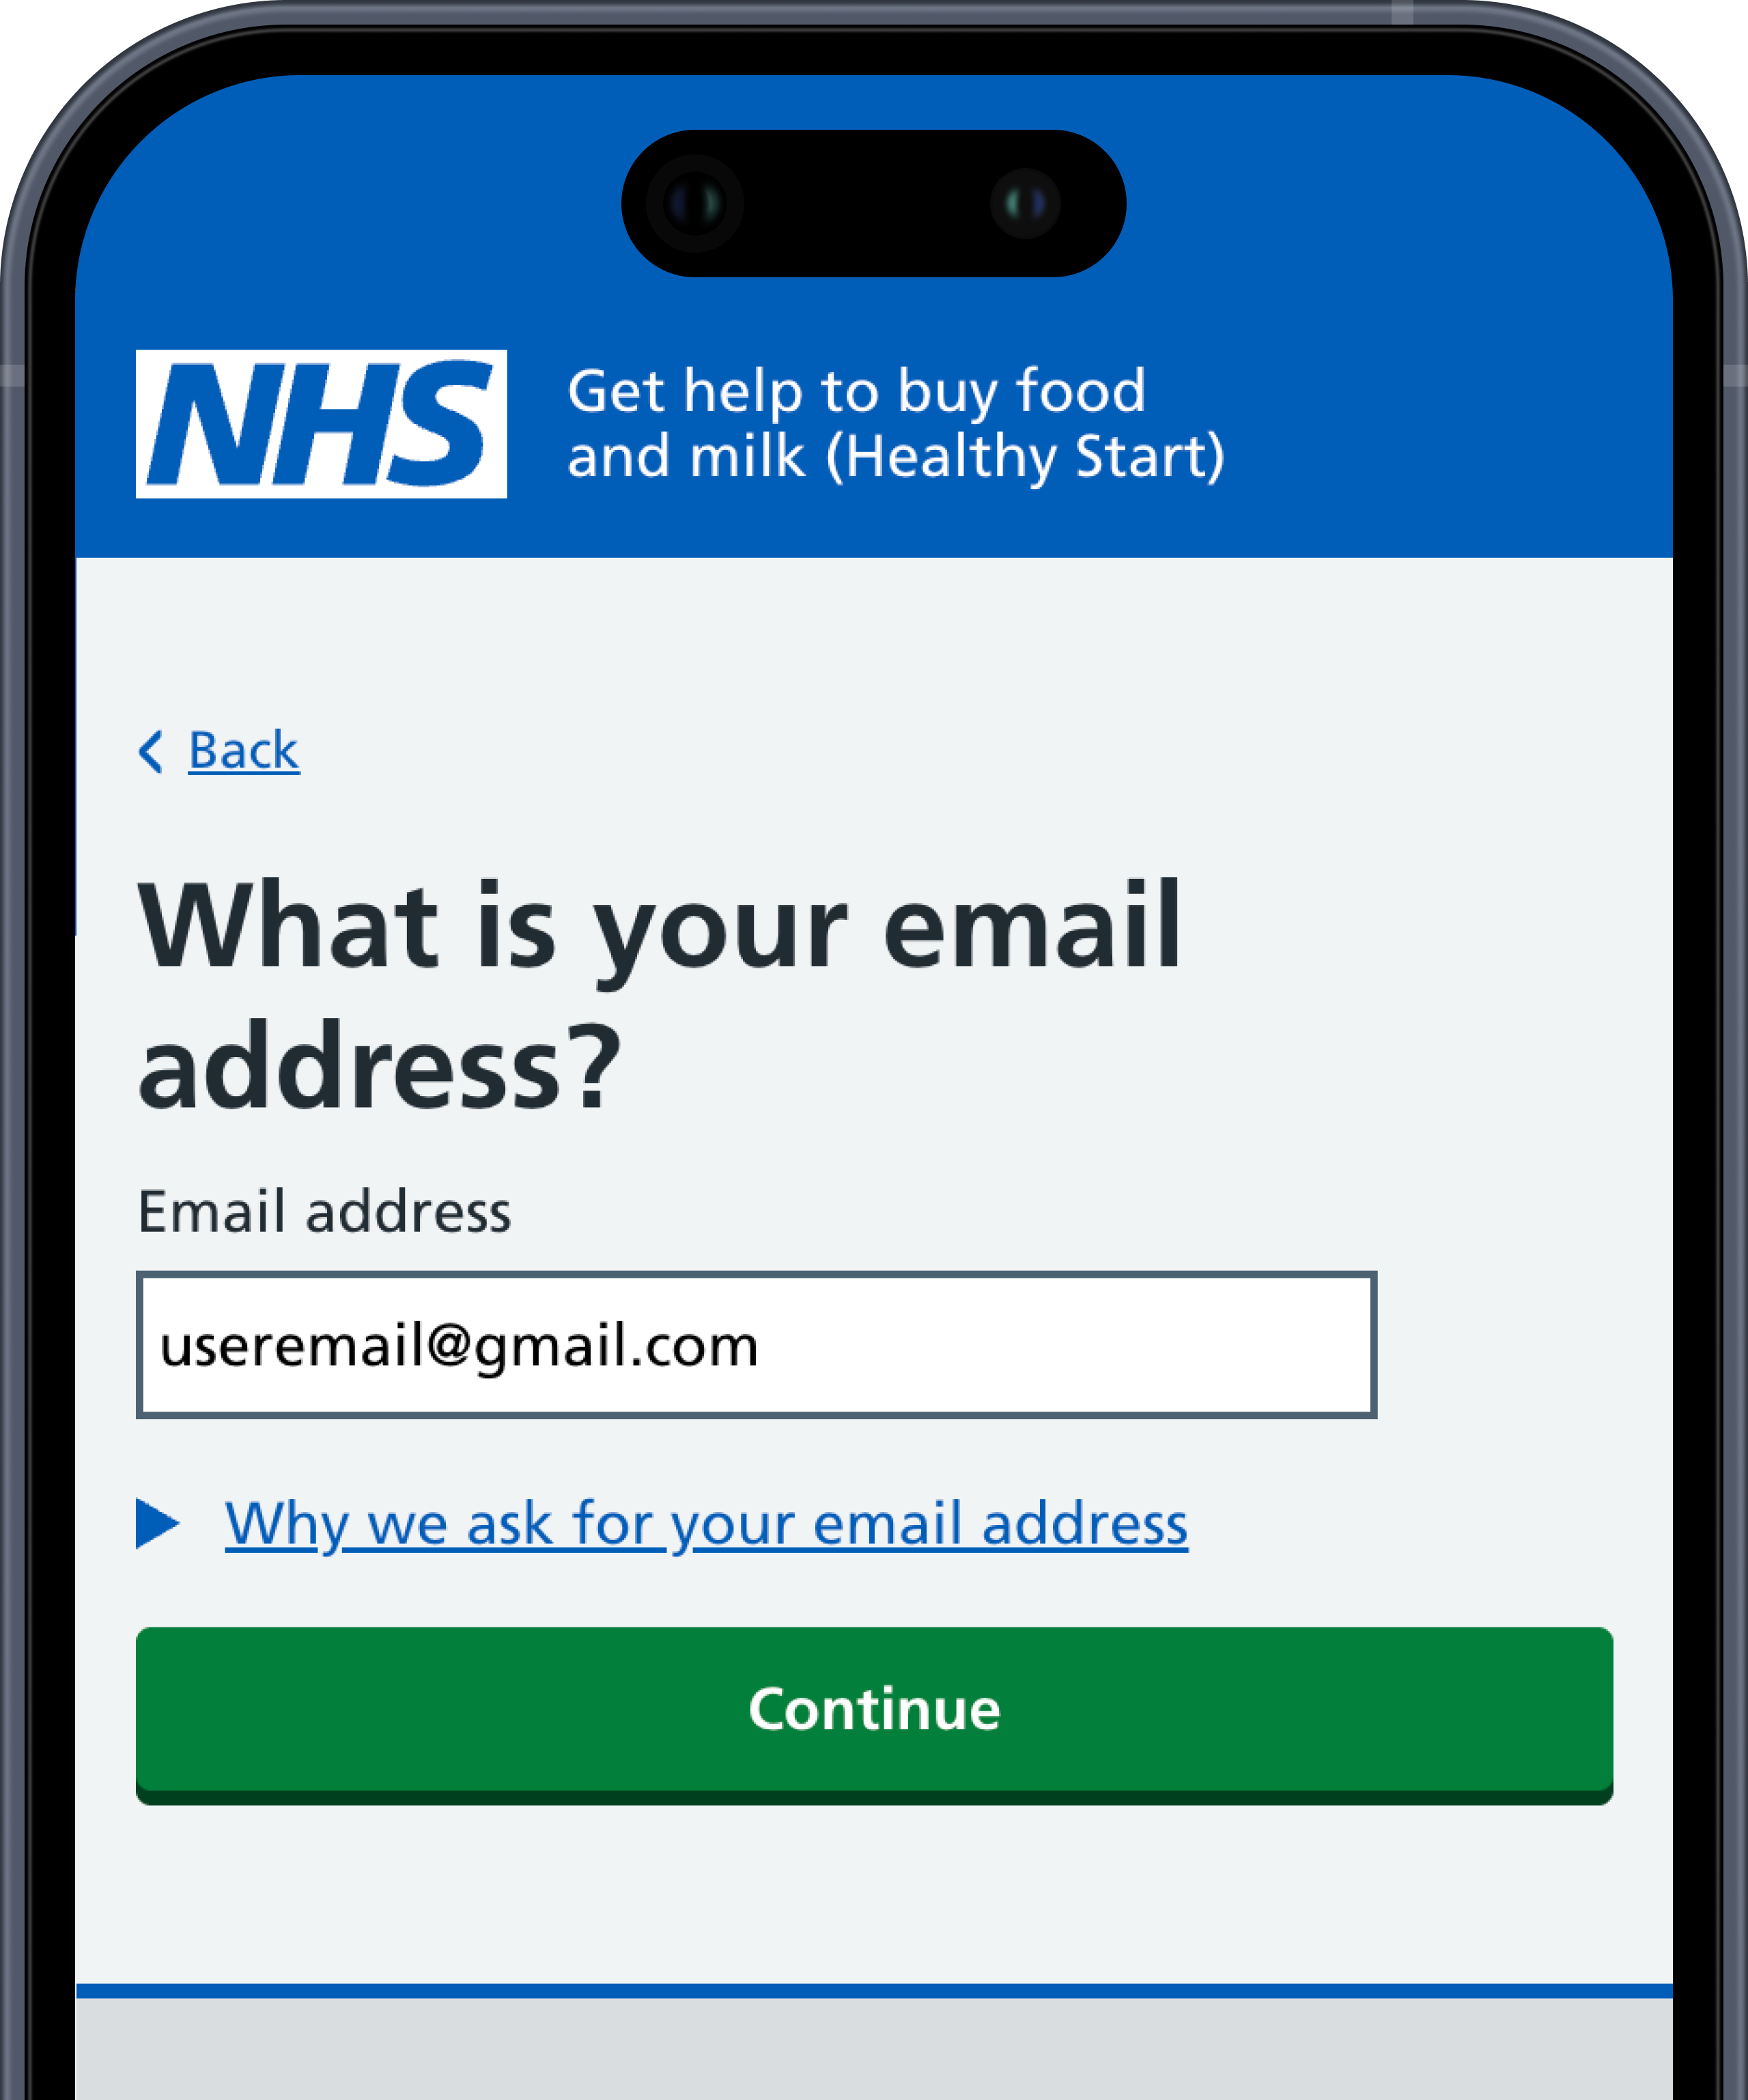 NHS
Get help to buy food
and milk (Healthy Start)
Back
What is your email
address?
Email address
useremail@gmail.com
Why we ask for your email address
Continue